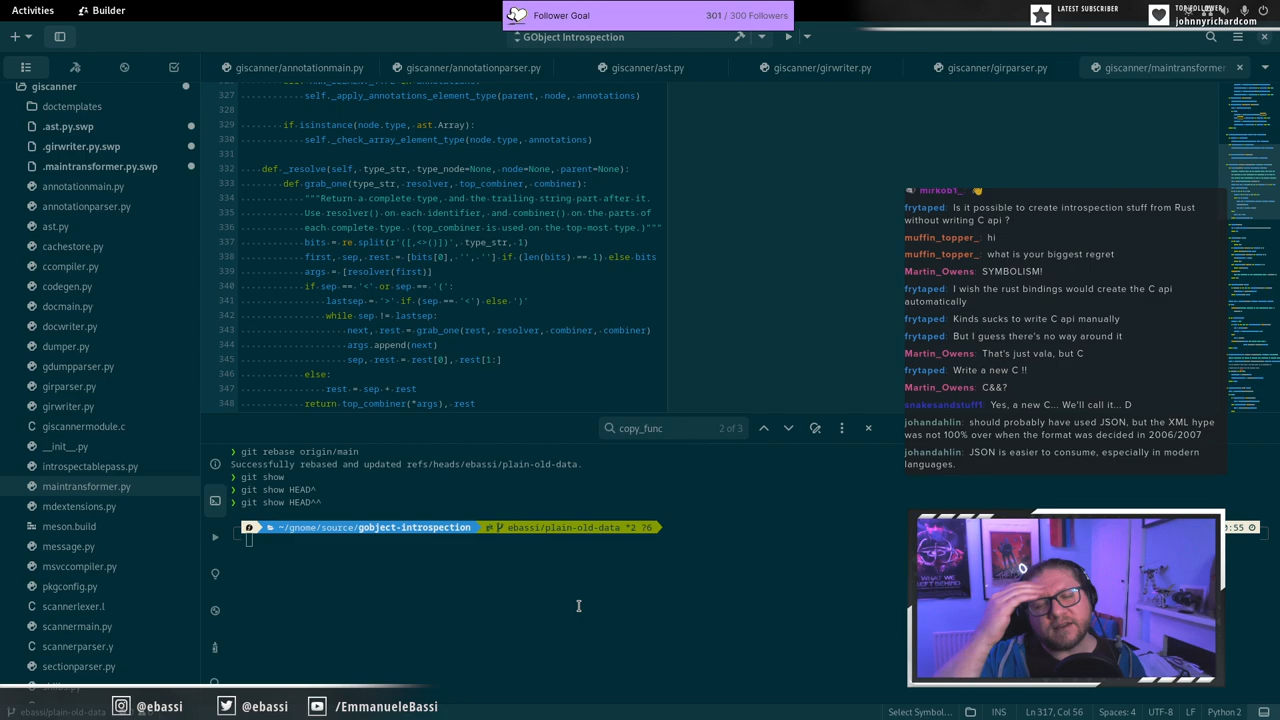 Activities
Builder
Follower Goal
301 / 300 Followers
LATEST SUBSCRIBER
johnnyrichardcom
GObject Introspection
giscanner/annotationmain.py
giscanner/annotationparser.py
giscanner/ast.py
giscanner/girwriter.py
giscanner/girparser.py
giscanner/maintransformer
giscanner
doctemplates
.ast.py.swp
.girwriter.py.swp
.maintransformer.py.swp
annotationmain.py
annotationparser.py
ast.py
cachestore.py
ccompiler.py
codegen.py
docmain.py
docwriter.py
dumper.py
gdumpparser.py
girparser.py
girwriter.py
giscannermodule.c
__init__.py
introspectablepass.py
maintransformer.py
mdextensions.py
meson.build
message.py
msvccompiler.py
pkgconfig.py
scannerlexer.l
scannermain.py
scannerparser.y
sectionparser.py
327 self._apply_annotations_element_type(parent, node, annotations)
328
329 if isinstance(node.type, ast.Array):
330 self._check_array_element_type(node.type, annotations)
331
332 def _resolve(self, type_str, type_node=None, node=None, parent=None):
333 def grab_one(type_str, resolver, top_combiner, combiner):
334 """Return a complete type, and the trailing string part after it.
335 Use resolver() on each identifier, and combiner() on the parts of
336 each complete type. (top_combiner is used on the top-most type.)"""
337 bits = re.split(r'([,<>()])', type_str, 1)
338 first, sep, rest = [bits[0], '', ''] if (len(bits) == 1) else bits
339 args = [resolver(first)]
340 if sep == '<' or sep == '(':
341 lastsep = '>' if (sep == '<') else ')'
342 while sep != lastsep:
343 next, rest = grab_one(rest, resolver, combiner, combiner)
344 args.append(next)
345 sep, rest = rest[0], rest[1:]
346 else:
347 rest = sep + rest
348 return top_combiner(*args), rest
copy_func
2 of 3
❯ git rebase origin/main
Successfully rebased and updated refs/heads/ebassi/plain-old-data.
❯ git show
❯ git show HEAD^
❯ git show HEAD^^
~/gnome/source/gobject-introspection
ebassi/plain-old-data *2 ?6
:55
mirkob1_
frytaped: Is it possible to create introspection stuff from Rust
without writing C api ?
muffin_topper_: hi
muffin_topper_: what is your biggest regret
Martin_Owens: SYMBOLISM!
frytaped: I wish the rust bindings would create the C api
automatically
frytaped: Kinds sucks to write C api manually
frytaped: But i guess there's no way around it
Martin_Owens: That's just vala, but C
frytaped: Write a new C !!
Martin_Owens: C&&?
snakesandstuff1: Yes, a new C... We'll call it... D
johandahlin: should probably have used JSON, but the XML hype
was not 100% over when the format was decided in 2006/2007
johandahlin: JSON is easier to consume, especially in modern
languages.
@ebassi
@ebassi
/EmmanueleBassi
ebassi/plain-old-data
Select Symbol...
INS
Ln 317, Col 56
Spaces: 4
UTF-8
LF
Python 2